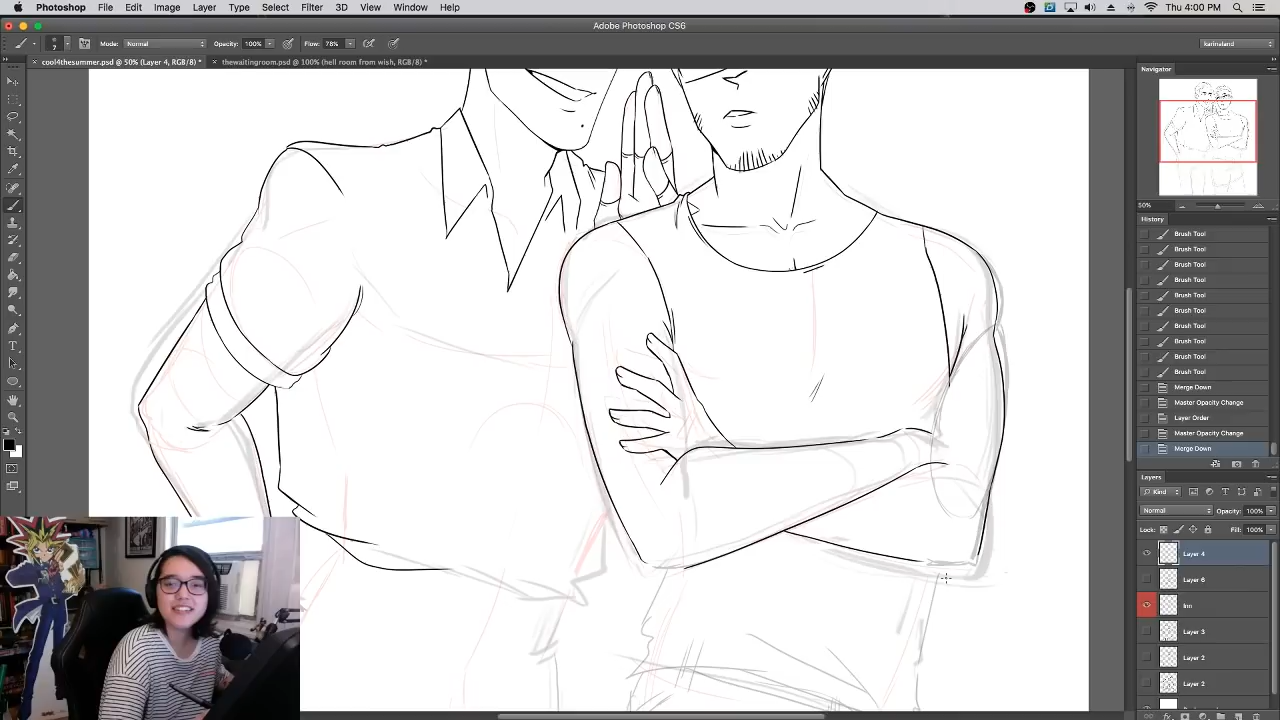 Photoshop File Edit Image Layer Type Select Filter 3D View Window Help Thu 4:00 PM
Adobe Photoshop CS6
7 Mode: Normal Opacity: 100% Flow: 78% karinsland
cool4thesummer.psd @ 50% (Layer 4, RGB/8) * thewaitingroom.psd @ 100% (hell room from wish, RGB/8) *
Navigator
50%
History
Brush Tool
Brush Tool
Brush Tool
Brush Tool
Brush Tool
Brush Tool
Brush Tool
Brush Tool
Brush Tool
Brush Tool
Merge Down
Master Opacity Change
Layer Order
Master Opacity Change
Merge Down
Layers
Kind
Normal Opacity: 100%
Lock: Fill: 100%
Layer 4
Layer 6
Layer 3
Layer 2
Layer 2